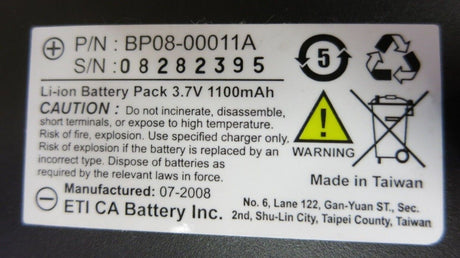 P/N : BP08-00011A
S/N : 08282395
5
Li-ion Battery Pack 3.7V 1100mAh
CAUTION : Do not incinerate, disassemble,
short terminals, or expose to high temperature.
Risk of fire, explosion. Use specified charger only.
Risk of explosion if the battery is replaced by an
incorrect type. Dispose of batteries as
required by the relevant laws in force.
!
WARNING
Made in Taiwan
Manufactured: 07-2008
ETI CA Battery Inc.
No. 6, Lane 122, Gan-Yuan ST., Sec.
2nd, Shu-Lin City, Taipei County, Taiwan